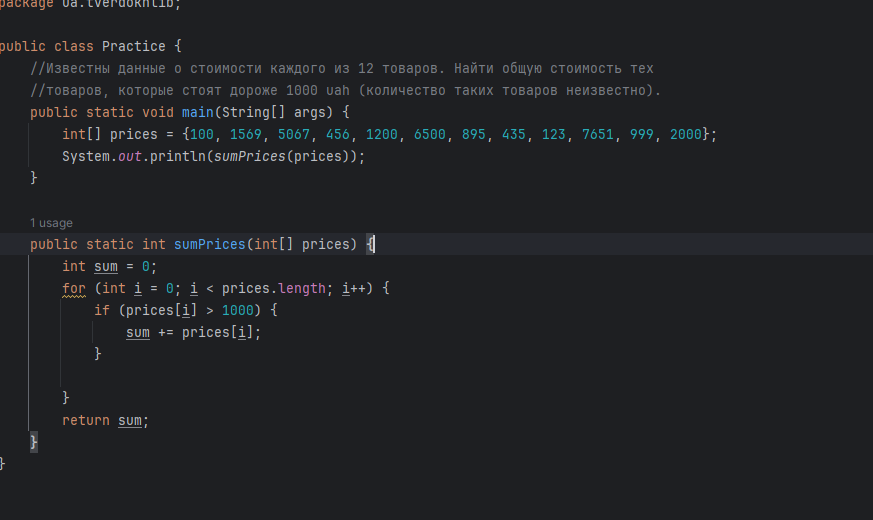 package ua.tverdokhlib;
public class Practice {
//Известны данные о стоимости каждого из 12 товаров. Найти общую стоимость тех
//товаров, которые стоят дороже 1000 uah (количество таких товаров неизвестно).
public static void main(String[] args) {
int[] prices = {100, 1569, 5067, 456, 1200, 6500, 895, 435, 123, 7651, 999, 2000};
System.out.println(sumPrices(prices));
}
1 usage
public static int sumPrices(int[] prices) {
int sum = 0;
for (int i = 0; i < prices.length; i++) {
if (prices[i] > 1000) {
sum += prices[i];
}
}
return sum;
}
}